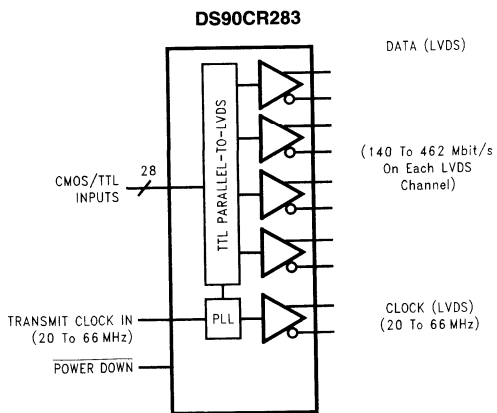 DS90CR283
DATA (LVDS)
TTL PARALLEL-TO-LVDS
(140 To 462 Mbit/s
On Each LVDS
Channel)
28
CMOS/TTL
INPUTS
PLL
TRANSMIT CLOCK IN
(20 To 66 MHz)
CLOCK (LVDS)
(20 To 66 MHz)
POWER DOWN